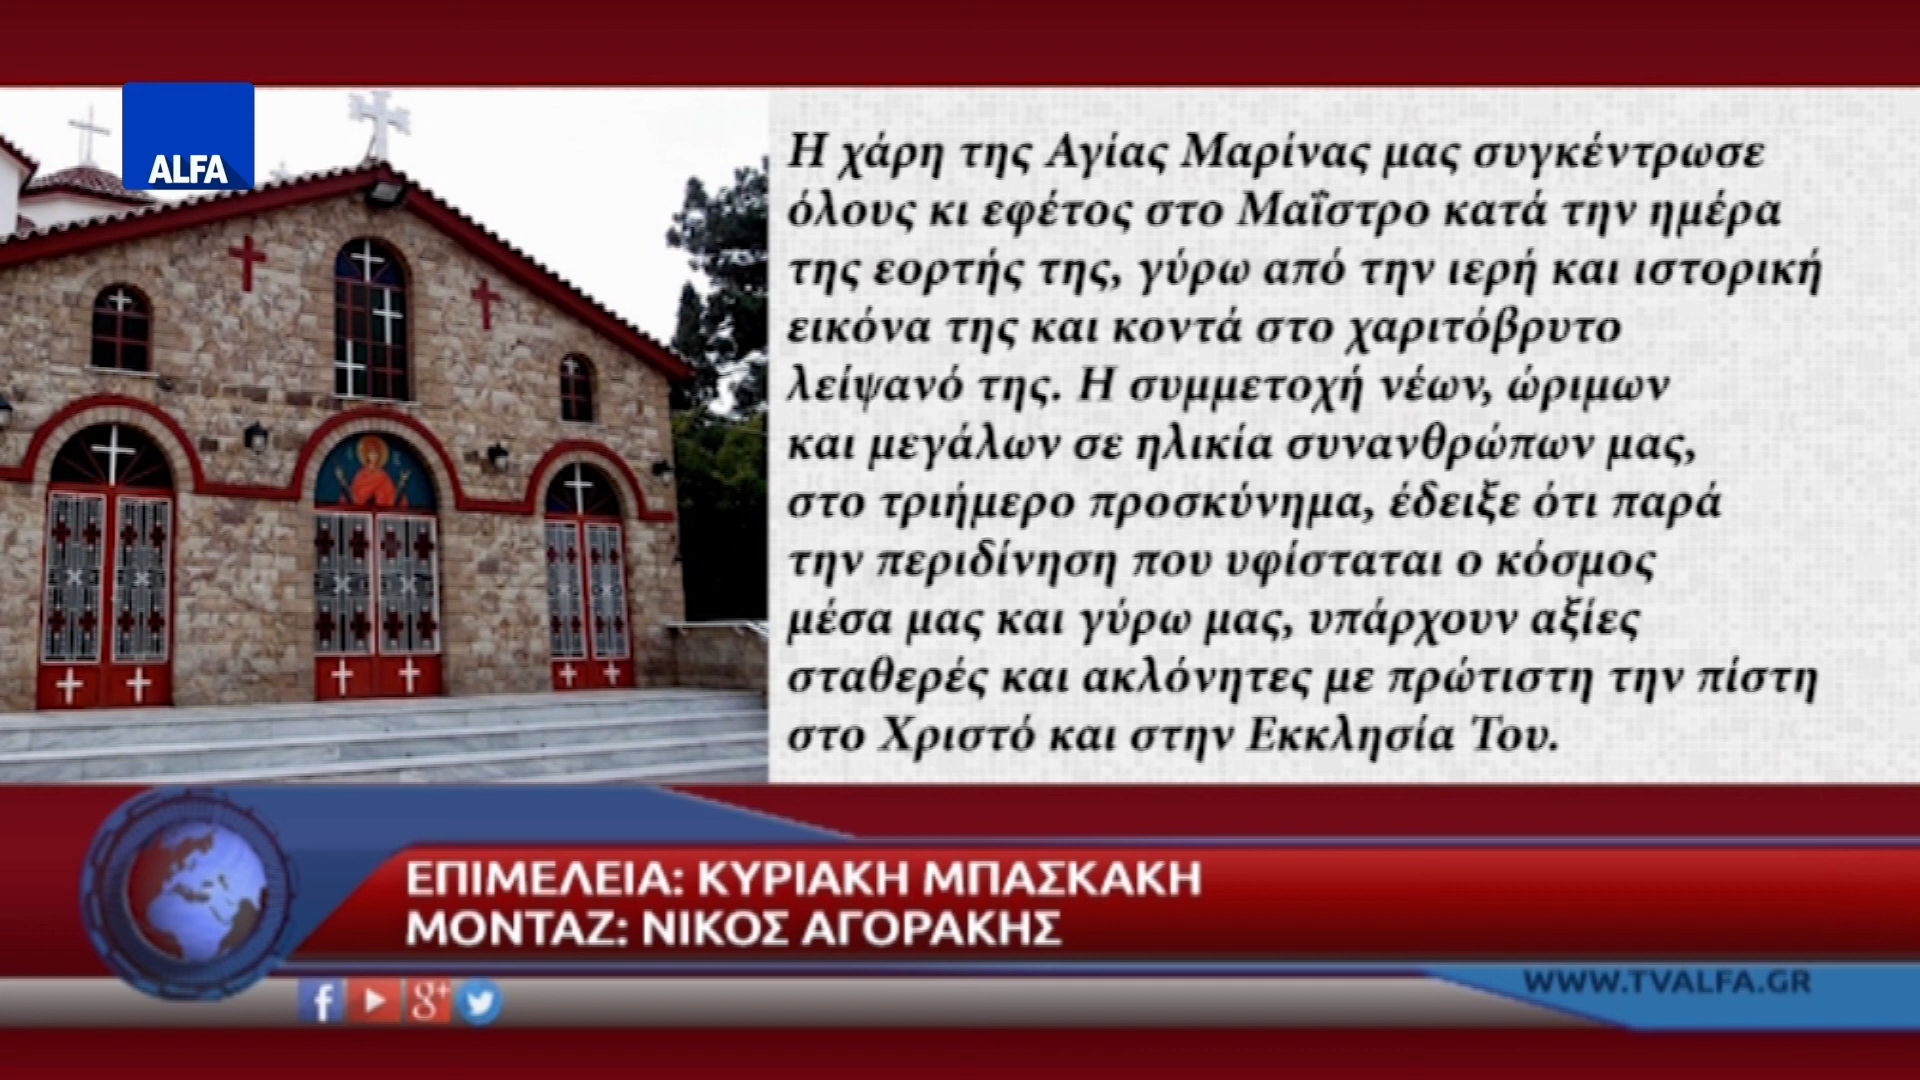 ALFA
Η χάρη της Αγίας Μαρίνας μας συγκέντρωσε
όλους κι εφέτος στο Μαΐστρο κατά την ημέρα
της εορτής της, γύρω από την ιερή και ιστορική
εικόνα της και κοντά στο χαριτόβρυτο
λείψανό της. Η συμμετοχή νέων, ώριμων
και μεγάλων σε ηλικία συνανθρώπων μας,
στο τριήμερο προσκύνημα, έδειξε ότι παρά
την περιδίνηση που υφίσταται ο κόσμος
μέσα μας και γύρω μας, υπάρχουν αξίες
σταθερές και ακλόνητες με πρώτιστη την πίστη
στο Χριστό και στην Εκκλησία Του.
ΕΠΙΜΕΛΕΙΑ: ΚΥΡΙΑΚΗ ΜΠΑΣΚΑΚΗ
ΜΟΝΤΑΖ: ΝΙΚΟΣ ΑΓΟΡΑΚΗΣ
f g+
WWW.TVALFA.GR